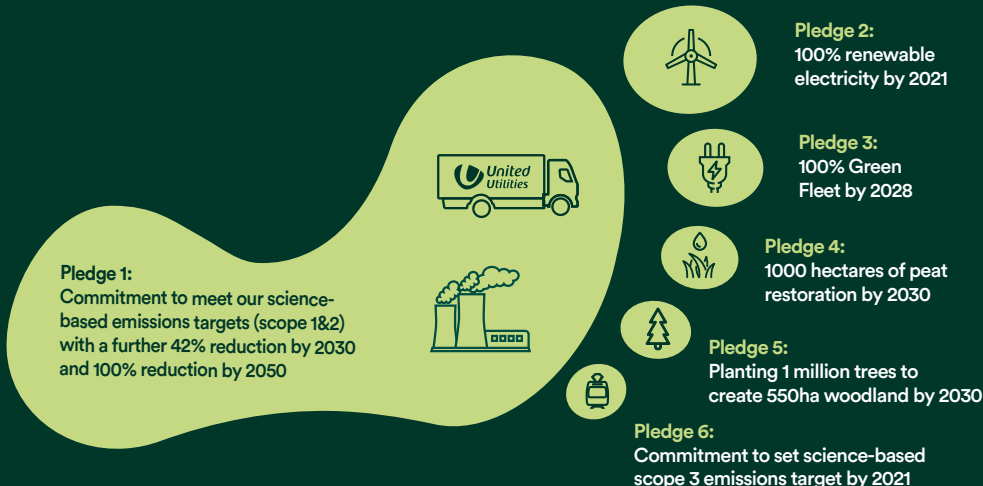 Pledge 1:
Commitment to meet our science-
based emissions targets (scope 1&2)
with a further 42% reduction by 2030
and 100% reduction by 2050
United
Utilities
Pledge 2:
100% renewable
electricity by 2021
Pledge 3:
100% Green
Fleet by 2028
Pledge 4:
1000 hectares of peat
restoration by 2030
Pledge 5:
Planting 1 million trees to
create 550ha woodland by 2030
Pledge 6:
Commitment to set science-based
scope 3 emissions target by 2021